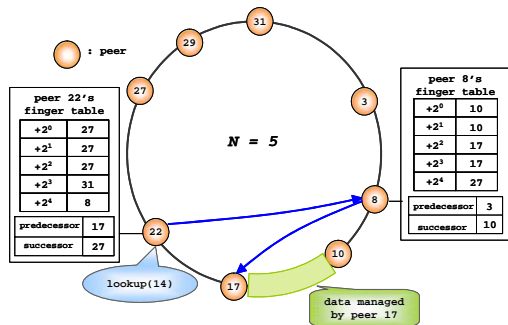 31
29
: peer
27
3
N = 5
peer 22's
finger table
+2⁰ 27
+2¹ 27
+2² 27
+2³ 31
+2⁴ 8
predecessor 17
successor 27
peer 8's
finger table
+2⁰ 10
+2¹ 10
+2² 17
+2³ 17
+2⁴ 27
predecessor 3
successor 10
8
22
10
17
lookup(14)
data managed
by peer 17